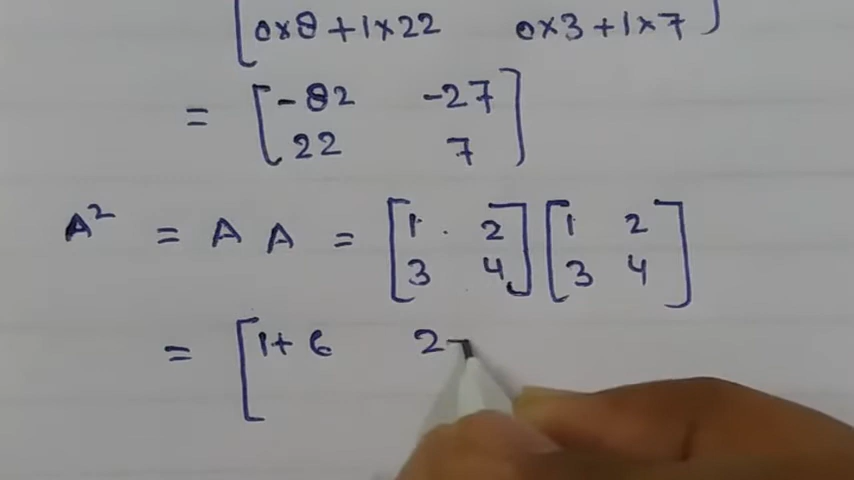 [0×8+1×22 0×3+1×7]
= [-82 -27
22 7]
A² = A A = [1 . 2] [1 2]
3 4 3 4
= [1+6 2-